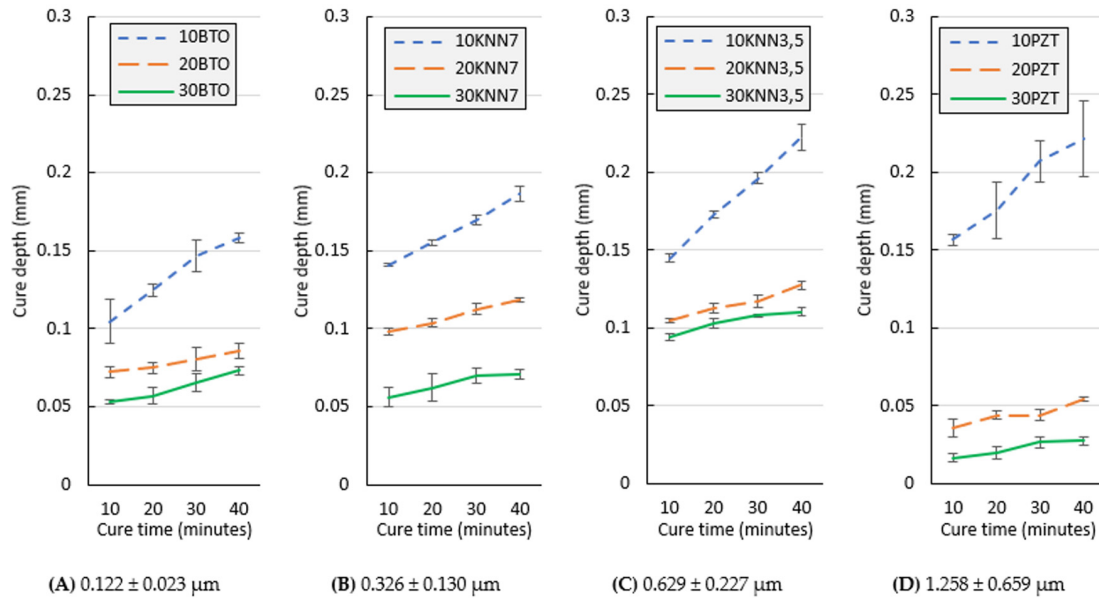 0.3
0.25
0.2
0.15
0.1
0.05
0
Cure depth (mm)
10BTO
20BTO
30BTO
10 20 30 40
Cure time (minutes)
(A) 0.122 ± 0.023 µm
0.3
0.25
0.2
0.15
0.1
0.05
0
Cure depth (mm)
10KNN7
20KNN7
30KNN7
10 20 30 40
Cure time (minutes)
(B) 0.326 ± 0.130 µm
0.3
0.25
0.2
0.15
0.1
0.05
0
Cure depth (mm)
10KNN3,5
20KNN3,5
30KNN3,5
10 20 30 40
Cure time (minutes)
(C) 0.629 ± 0.227 µm
0.3
0.25
0.2
0.15
0.1
0.05
0
Cure depth (mm)
10PZT
20PZT
30PZT
10 20 30 40
Cure time (minutes)
(D) 1.258 ± 0.659 µm